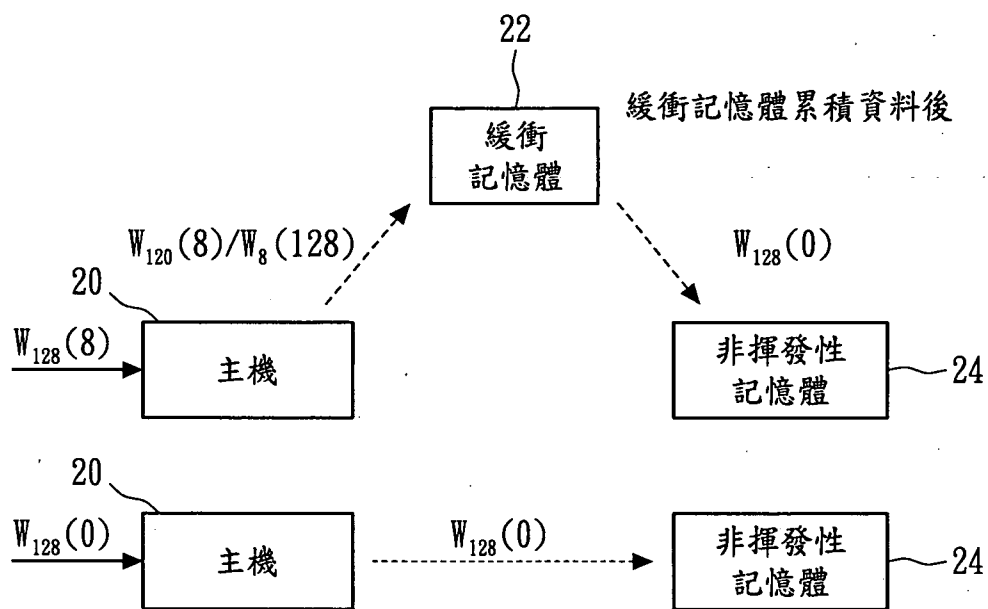 22
緩衝
記憶體
緩衝記憶體累積資料後
W₁₂₀(8)/W₈(128)
W₁₂₈(0)
20
W₁₂₈(8)
主機
非揮發性
記憶體
24
20
W₁₂₈(0)
主機
W₁₂₈(0)
非揮發性
記憶體
24